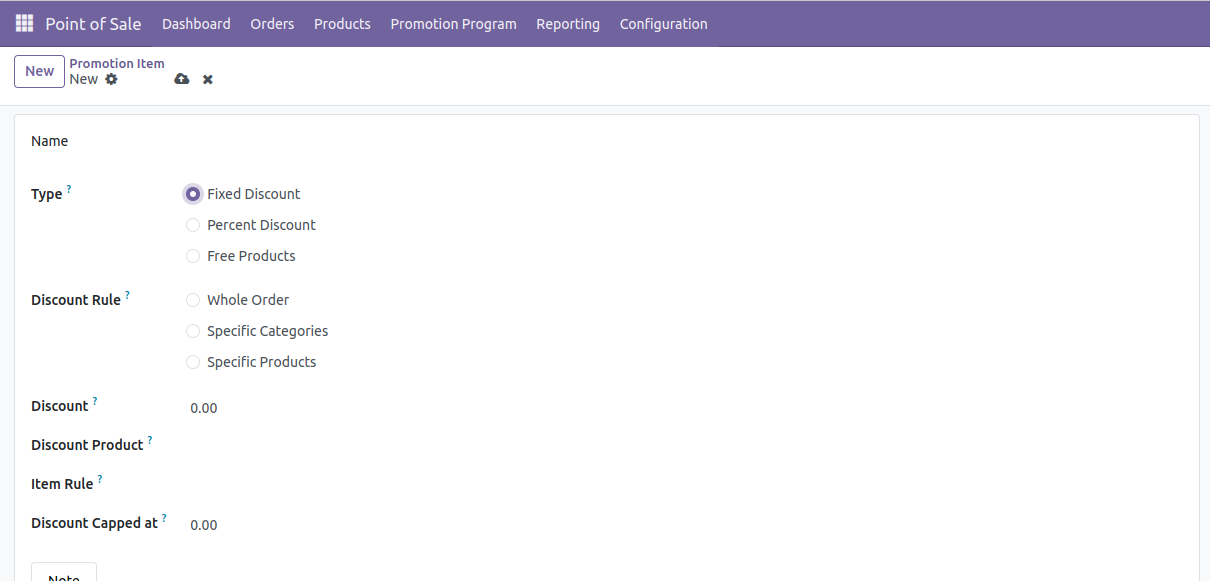 Point of Sale Dashboard Orders Products Promotion Program Reporting Configuration
New
Promotion Item
New
Name
Type ?
Fixed Discount
Percent Discount
Free Products
Discount Rule ?
Whole Order
Specific Categories
Specific Products
Discount ? 0.00
Discount Product ?
Item Rule ?
Discount Capped at ? 0.00
Note